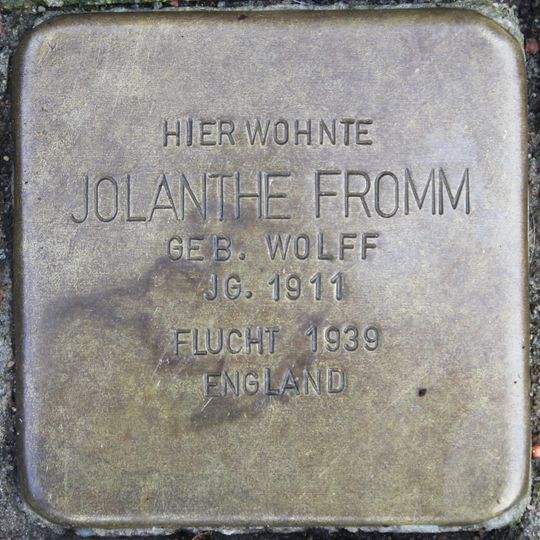 HIER WOHNTE
JOLANTHE FROMM
GEB. WOLFF
JG. 1911
FLUCHT 1939
ENGLAND